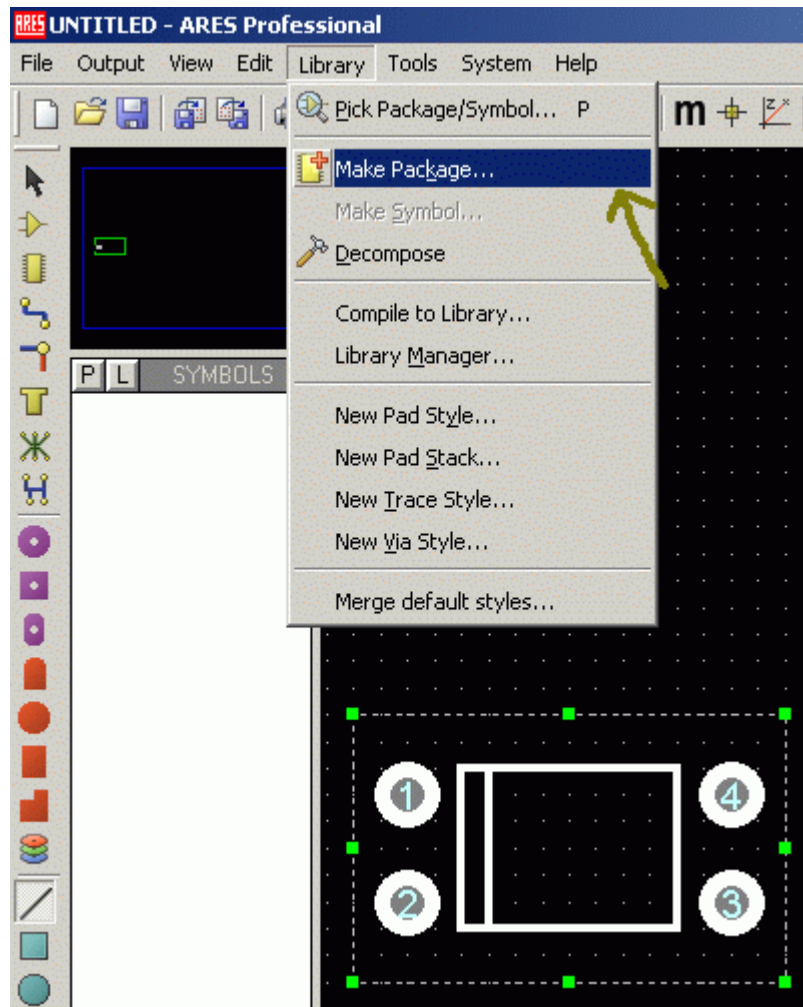 ARES UNTITLED - ARES Professional
File Output View Edit Library Tools System Help
Pick Package/Symbol... P
m
Z
Make Package...
Make Symbol...
Decompose
Compile to Library...
Library Manager...
P L SYMBOLS
New Pad Style...
New Pad Stack...
New Trace Style...
New Via Style...
Merge default styles...
1 4
2 3